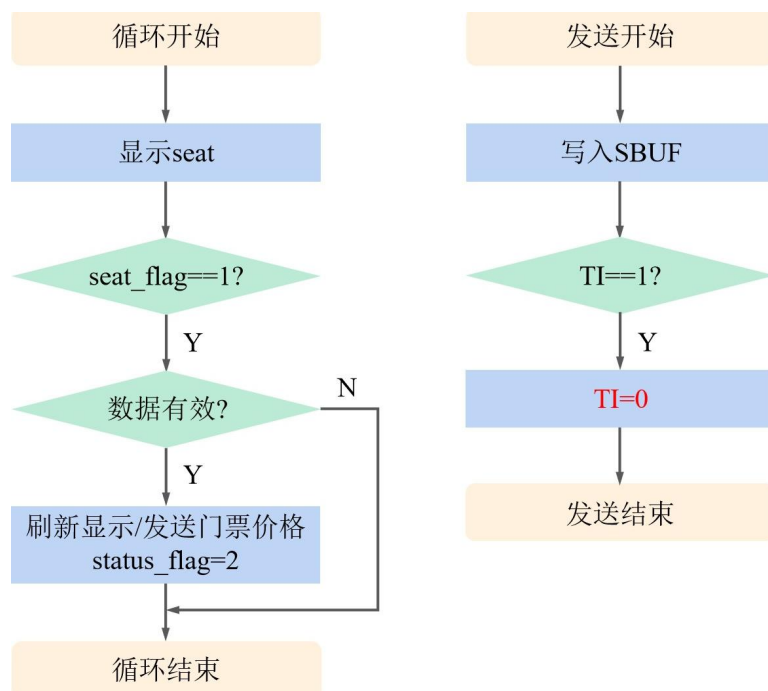 循环开始
显示seat
seat_flag==1?
Y
数据有效?
N
Y
刷新显示/发送门票价格
status_flag=2
循环结束
发送开始
写入SBUF
TI==1?
Y
TI=0
发送结束